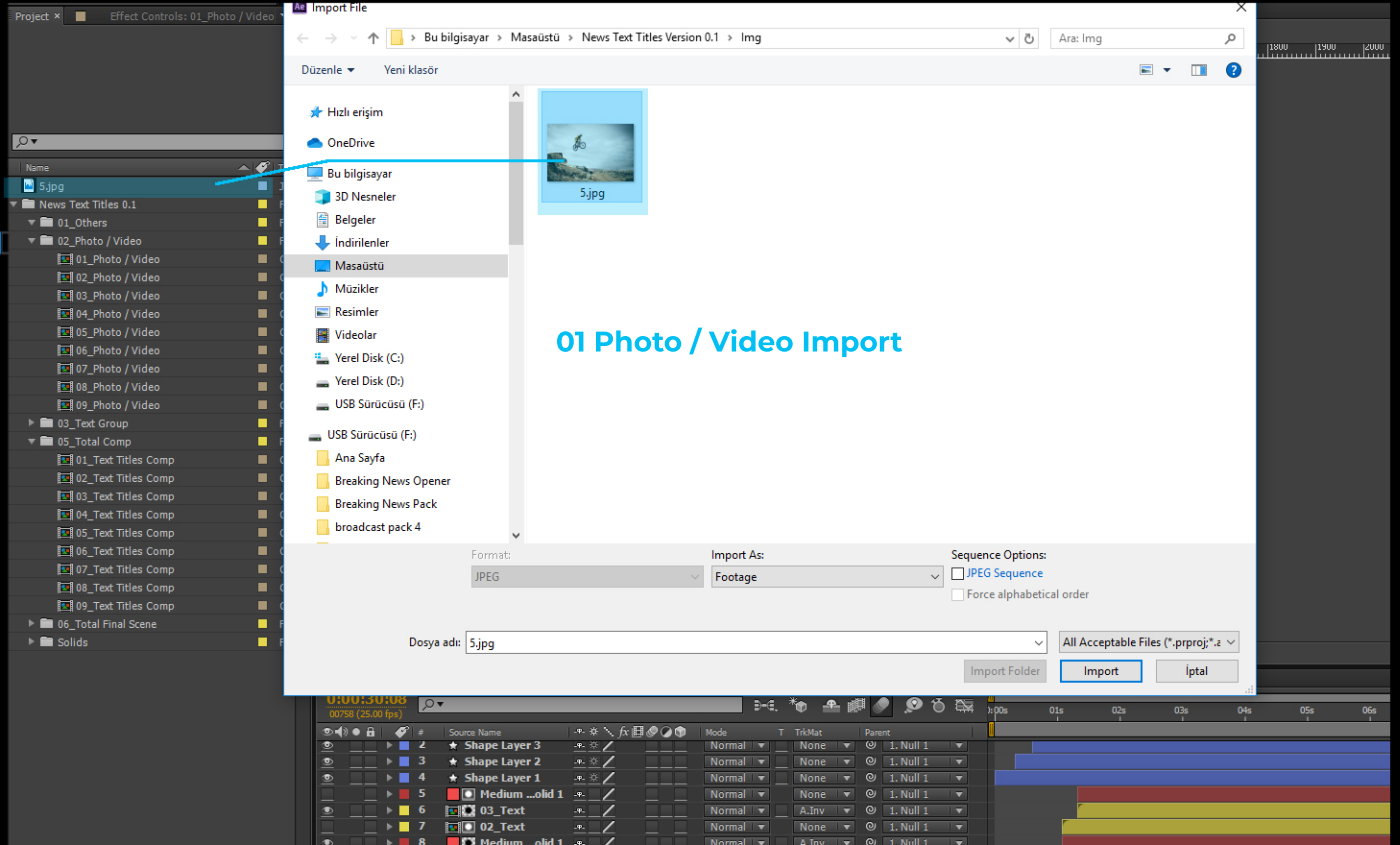 Project ×
Effect Controls: 01_Photo / Video
Ae Import File
Bu bilgisayar > Masaüstü > News Text Titles Version 0.1 > Img
Ara: Img
Düzenle
Yeni klasör
1800 1900 2000
Name
5.jpg
News Text Titles 0.1
01_Others
02_Photo / Video
01_Photo / Video
02_Photo / Video
03_Photo / Video
04_Photo / Video
05_Photo / Video
06_Photo / Video
07_Photo / Video
08_Photo / Video
09_Photo / Video
03_Text Group
05_Total Comp
01_Text Titles Comp
02_Text Titles Comp
03_Text Titles Comp
04_Text Titles Comp
05_Text Titles Comp
06_Text Titles Comp
07_Text Titles Comp
08_Text Titles Comp
09_Text Titles Comp
06_Total Final Scene
Solids
Hızlı erişim
OneDrive
Bu bilgisayar
3D Nesneler
Belgeler
İndirilenler
Masaüstü
Müzikler
Resimler
Videolar
Yerel Disk (C:)
Yerel Disk (D:)
USB Sürücüsü (F:)
USB Sürücüsü (F:)
Ana Sayfa
Breaking News Opener
Breaking News Pack
broadcast pack 4
5.jpg
01 Photo / Video Import
Format:
JPEG
Import As:
Footage
Sequence Options:
JPEG Sequence
Force alphabetical order
Dosya adı: 5.jpg
All Acceptable Files (*.prproj;*.a
Import Folder
Import
İptal
0:00:30:08
00758 (25.00 fps)
:00s 01s 02s 03s 04s 05s 06s
# Source Name fx Mode T TrkMat Parent
2 Shape Layer 3 Normal None 1. Null 1
3 Shape Layer 2 Normal None 1. Null 1
4 Shape Layer 1 Normal None 1. Null 1
5 Medium ...olid 1 Normal None 1. Null 1
6 03_Text Normal A.Inv 1. Null 1
7 02_Text Normal None 1. Null 1
8 Medium ...olid 1 Normal A.Inv 1. Null 1